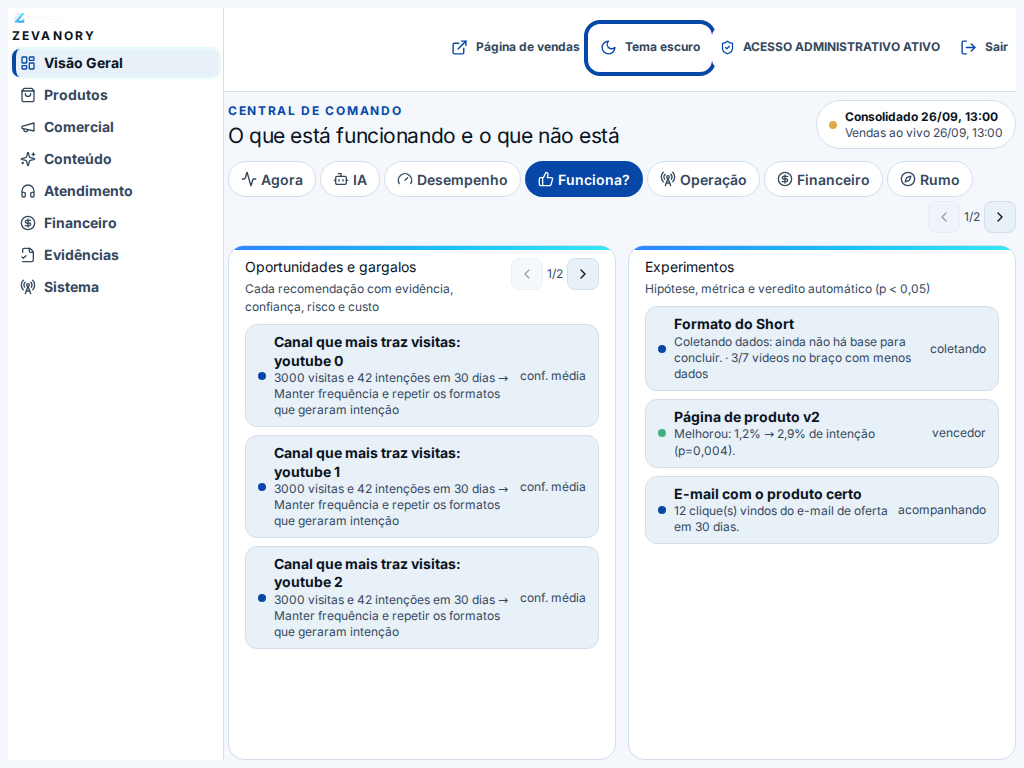 ZEVANORY
Visão Geral
Produtos
Comercial
Conteúdo
Atendimento
Financeiro
Evidências
Sistema
Página de vendas
Tema escuro
ACESSO ADMINISTRATIVO ATIVO
Sair
CENTRAL DE COMANDO
O que está funcionando e o que não está
Consolidado 26/09, 13:00
Vendas ao vivo 26/09, 13:00
Agora
IA
Desempenho
Funciona?
Operação
Financeiro
Rumo
1/2
Oportunidades e gargalos
Cada recomendação com evidência,
confiança, risco e custo
1/2
Canal que mais traz visitas:
youtube 0
3000 visitas e 42 intenções em 30 dias →
Manter frequência e repetir os formatos
que geraram intenção
conf. média
Canal que mais traz visitas:
youtube 1
3000 visitas e 42 intenções em 30 dias →
Manter frequência e repetir os formatos
que geraram intenção
conf. média
Canal que mais traz visitas:
youtube 2
3000 visitas e 42 intenções em 30 dias →
Manter frequência e repetir os formatos
que geraram intenção
conf. média
Experimentos
Hipótese, métrica e veredito automático (p < 0,05)
Formato do Short
Coletando dados: ainda não há base para
concluir. · 3/7 vídeos no braço com menos
dados
coletando
Página de produto v2
Melhorou: 1,2% → 2,9% de intenção
(p=0,004).
vencedor
E-mail com o produto certo
12 clique(s) vindos do e-mail de oferta
em 30 dias.
acompanhando